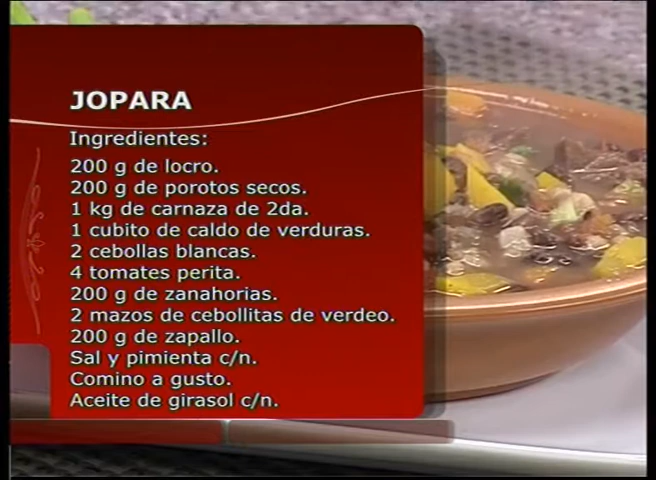 JOPARA
Ingredientes:
200 g de locro.
200 g de porotos secos.
1 kg de carnaza de 2da.
1 cubito de caldo de verduras.
2 cebollas blancas.
4 tomates perita.
200 g de zanahorias.
2 mazos de cebollitas de verdeo.
200 g de zapallo.
Sal y pimienta c/n.
Comino a gusto.
Aceite de girasol c/n.